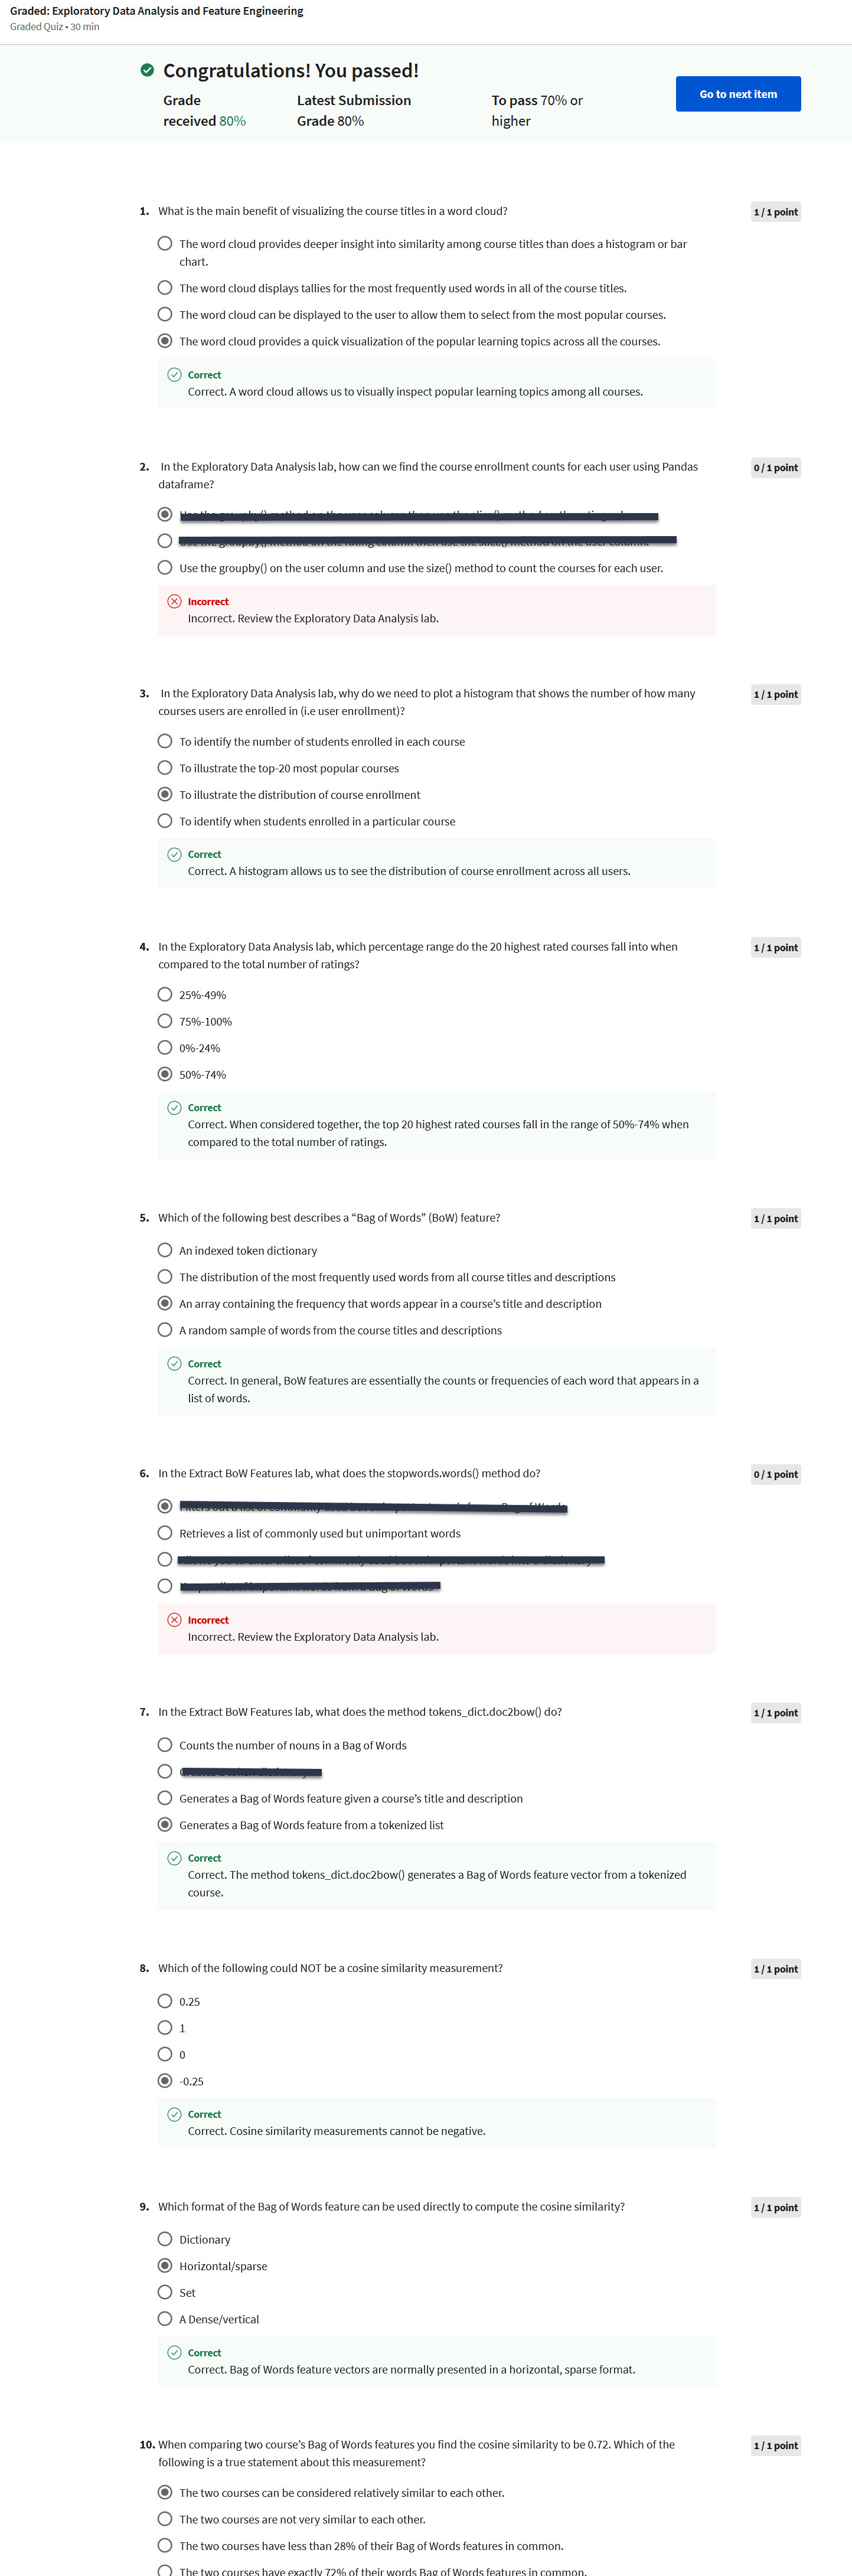 Graded: Exploratory Data Analysis and Feature Engineering
Graded Quiz • 30 min
Congratulations! You passed!
Grade
received 80%
Latest Submission
Grade 80%
To pass 70% or
higher
Go to next item
1. What is the main benefit of visualizing the course titles in a word cloud?
1 / 1 point
The word cloud provides deeper insight into similarity among course titles than does a histogram or bar
chart.
The word cloud displays tallies for the most frequently used words in all of the course titles.
The word cloud can be displayed to the user to allow them to select from the most popular courses.
The word cloud provides a quick visualization of the popular learning topics across all the courses.
Correct
Correct. A word cloud allows us to visually inspect popular learning topics among all courses.
2. In the Exploratory Data Analysis lab, how can we find the course enrollment counts for each user using Pandas
dataframe?
0 / 1 point
Use the groupby() on the user column and use the size() method to count the courses for each user.
Incorrect
Incorrect. Review the Exploratory Data Analysis lab.
3. In the Exploratory Data Analysis lab, why do we need to plot a histogram that shows the number of how many
courses users are enrolled in (i.e user enrollment)?
1 / 1 point
To identify the number of students enrolled in each course
To illustrate the top-20 most popular courses
To illustrate the distribution of course enrollment
To identify when students enrolled in a particular course
Correct
Correct. A histogram allows us to see the distribution of course enrollment across all users.
4. In the Exploratory Data Analysis lab, which percentage range do the 20 highest rated courses fall into when
compared to the total number of ratings?
1 / 1 point
25%-49%
75%-100%
0%-24%
50%-74%
Correct
Correct. When considered together, the top 20 highest rated courses fall in the range of 50%-74% when
compared to the total number of ratings.
5. Which of the following best describes a “Bag of Words” (BoW) feature?
1 / 1 point
An indexed token dictionary
The distribution of the most frequently used words from all course titles and descriptions
An array containing the frequency that words appear in a course’s title and description
A random sample of words from the course titles and descriptions
Correct
Correct. In general, BoW features are essentially the counts or frequencies of each word that appears in a
list of words.
6. In the Extract BoW Features lab, what does the stopwords.words() method do?
0 / 1 point
Retrieves a list of commonly used but unimportant words
Incorrect
Incorrect. Review the Exploratory Data Analysis lab.
7. In the Extract BoW Features lab, what does the method tokens_dict.doc2bow() do?
1 / 1 point
Counts the number of nouns in a Bag of Words
Generates a Bag of Words feature given a course’s title and description
Generates a Bag of Words feature from a tokenized list
Correct
Correct. The method tokens_dict.doc2bow() generates a Bag of Words feature vector from a tokenized
course.
8. Which of the following could NOT be a cosine similarity measurement?
1 / 1 point
0.25
1
0
-0.25
Correct
Correct. Cosine similarity measurements cannot be negative.
9. Which format of the Bag of Words feature can be used directly to compute the cosine similarity?
1 / 1 point
Dictionary
Horizontal/sparse
Set
A Dense/vertical
Correct
Correct. Bag of Words feature vectors are normally presented in a horizontal, sparse format.
10. When comparing two course’s Bag of Words features you find the cosine similarity to be 0.72. Which of the
following is a true statement about this measurement?
1 / 1 point
The two courses can be considered relatively similar to each other.
The two courses are not very similar to each other.
The two courses have less than 28% of their Bag of Words features in common.
The two courses have exactly 72% of their words Bag of Words features in common.